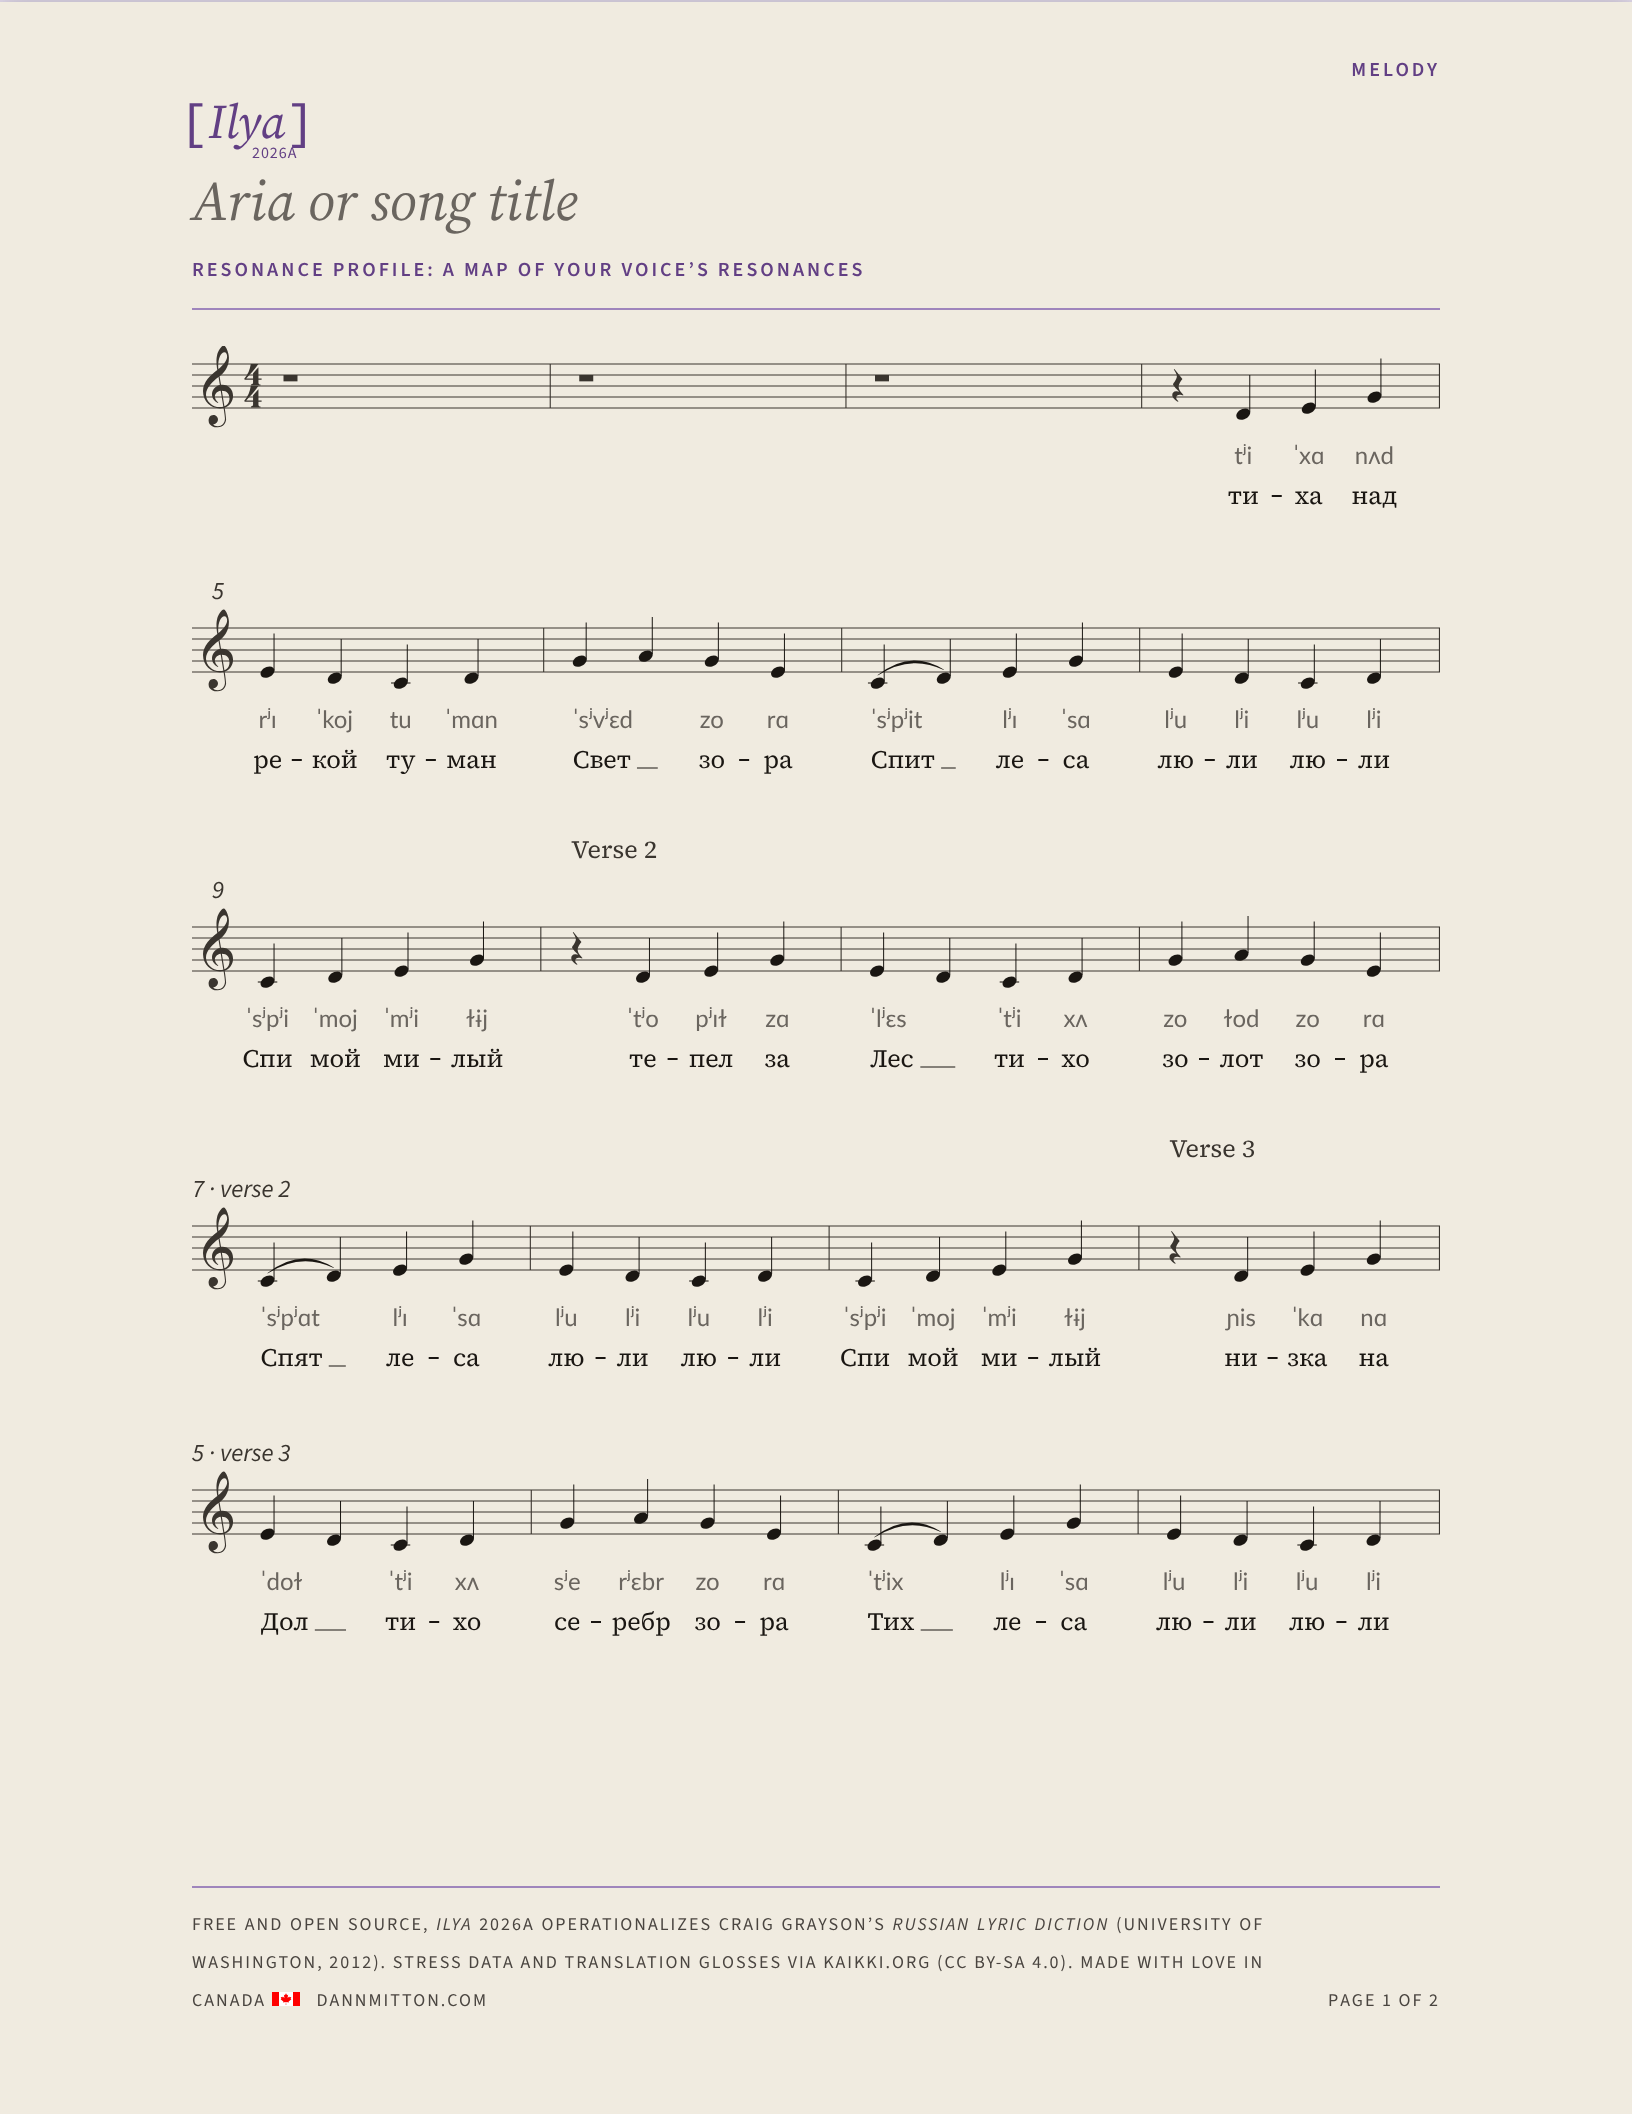 MELODY
[Ilya]
2026A
Aria or song title
RESONANCE PROFILE: A MAP OF YOUR VOICE’S RESONANCES
4
4
tʲi ˈxɑ nʌd
ти – ха над
5
rʲɪ ˈkoj tu ˈmɑn ˈsʲvʲɛd zo rɑ ˈsʲpʲit lʲɪ ˈsɑ lʲu lʲi lʲu lʲi
ре – кой ту – ман Свет зо – ра Спит ле – са лю – ли лю – ли
Verse 2
9
ˈsʲpʲi ˈmoj ˈmʲi ɫɨj ˈtʲo pʲɪɫ zɑ ˈlʲɛs ˈtʲi xʌ zo ɫod zo rɑ
Спи мой ми – лый те – пел за Лес ти – хо зо – лот зо – ра
Verse 3
7 · verse 2
ˈsʲpʲɑt lʲɪ ˈsɑ lʲu lʲi lʲu lʲi ˈsʲpʲi ˈmoj ˈmʲi ɫɨj ɲis ˈkɑ nɑ
Спят ле – са лю – ли лю – ли Спи мой ми – лый ни – зка на
5 · verse 3
ˈdoɫ ˈtʲi xʌ sʲe rʲɛbr zo rɑ ˈtʲix lʲɪ ˈsɑ lʲu lʲi lʲu lʲi
Дол ти – хо се – ребр зо – ра Тих ле – са лю – ли лю – ли
FREE AND OPEN SOURCE, ILYA 2026A OPERATIONALIZES CRAIG GRAYSON’S RUSSIAN LYRIC DICTION (UNIVERSITY OF
WASHINGTON, 2012). STRESS DATA AND TRANSLATION GLOSSES VIA KAIKKI.ORG (CC BY-SA 4.0). MADE WITH LOVE IN
CANADA 🇨🇦 DANNMITTON.COM
PAGE 1 OF 2